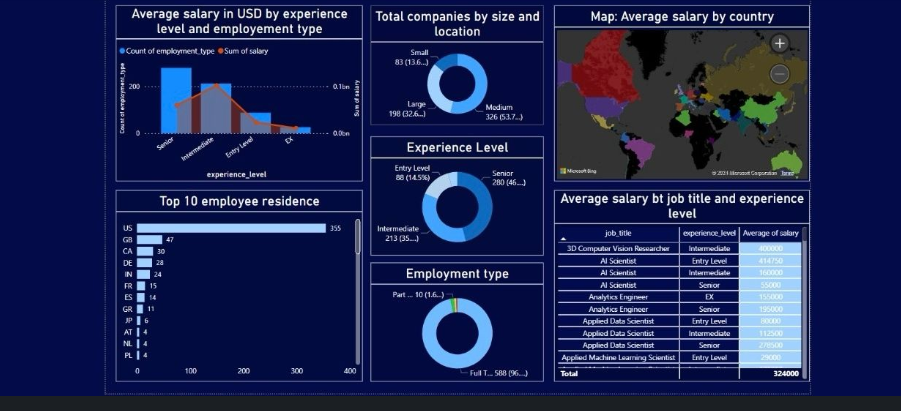 Average salary in USD by experience
level and employement type
Count of employment_type Sum of salary
Count of employment_type
200
0
0.1bn
0.0bn
Sum of salary
Senior
Intermediate
Entry Level
EX
experience_level
Total companies by size and
location
Small
83 (13.6...)
Large
198 (32.6...)
Medium
326 (53.7...)
Map: Average salary by country
+
Microsoft Bing
© 2024 Microsoft Corporation Terms
Experience Level
Entry Level
88 (14.5%)
Senior
280 (46....)
Intermediate
213 (35....)
Top 10 employee residence
US 355
GB 47
CA 30
DE 28
IN 24
FR 15
ES 14
GR 11
JP 6
AT 4
NL 4
PL 4
0 100 200 300 400
Employment type
Part ... 10 (1.6...)
Full T... 588 (96....)
Average salary bt job title and experience
level
job_title experience_level Average of salary
3D Computer Vision Researcher Intermediate 400000
AI Scientist Entry Level 414750
AI Scientist Intermediate 160000
AI Scientist Senior 55000
Analytics Engineer EX 155000
Analytics Engineer Senior 195000
Applied Data Scientist Entry Level 80000
Applied Data Scientist Intermediate 112500
Applied Data Scientist Senior 278500
Applied Machine Learning Scientist Entry Level 29000
Total 324000